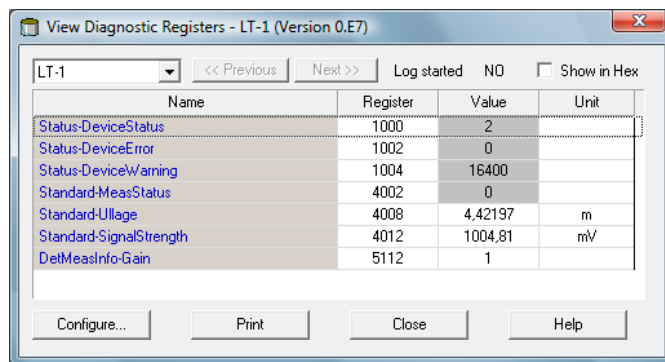 View Diagnostic Registers - LT-1 (Version 0.E7)
LT-1 << Previous Next >> Log started NO Show in Hex
Name Register Value Unit
Status-DeviceStatus 1000 2
Status-DeviceError 1002 0
Status-DeviceWarning 1004 16400
Standard-MeasStatus 4002 0
Standard-Ullage 4008 4,42197 m
Standard-SignalStrength 4012 1004,81 mV
DetMeasInfo-Gain 5112 1
Configure... Print Close Help